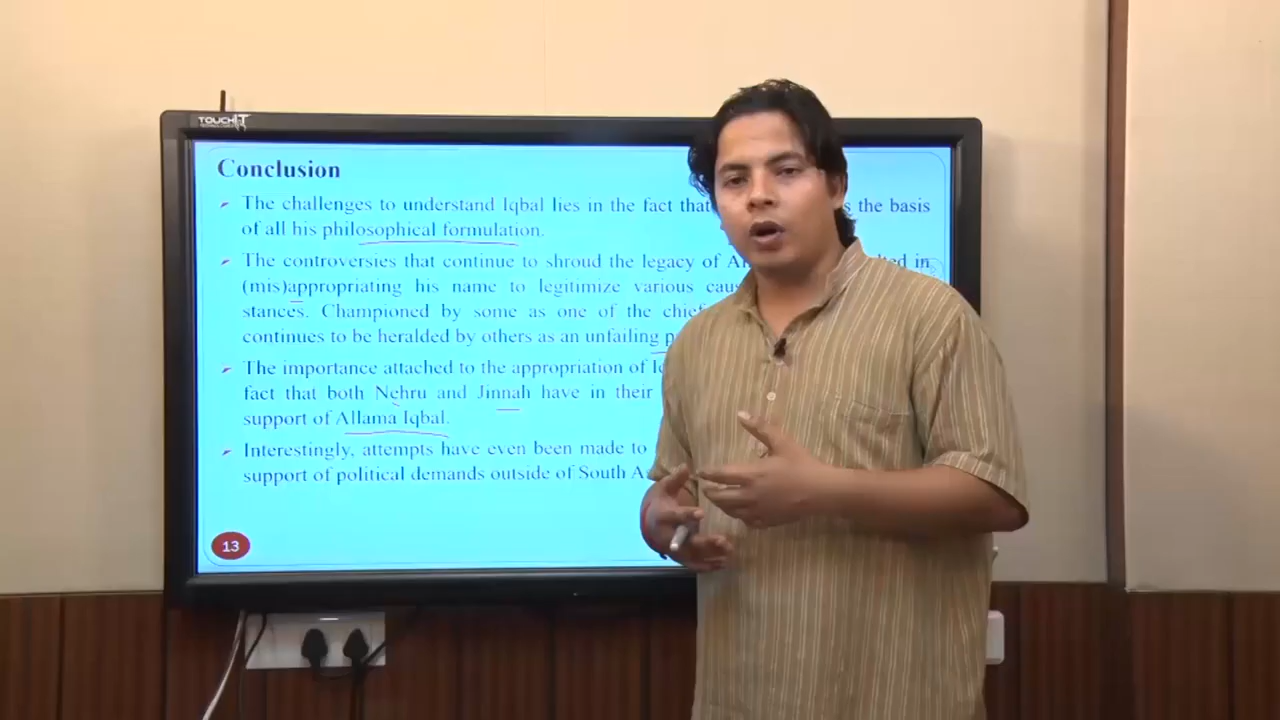 TOUCHIT
Conclusion
The challenges to understand Iqbal lies in the fact that the basis
of all his philosophical formulation.
The controversies that continue to shroud the legacy of in
(mis)appropriating his name to legitimize various
stances. Championed by some as one of the
continues to be heralded by others as an unfailing
The importance attached to the appropriation of
fact that both Nehru and Jinnah have in their
support of Allama Iqbal.
Interestingly, attempts have even been made to
support of political demands outside of South
13